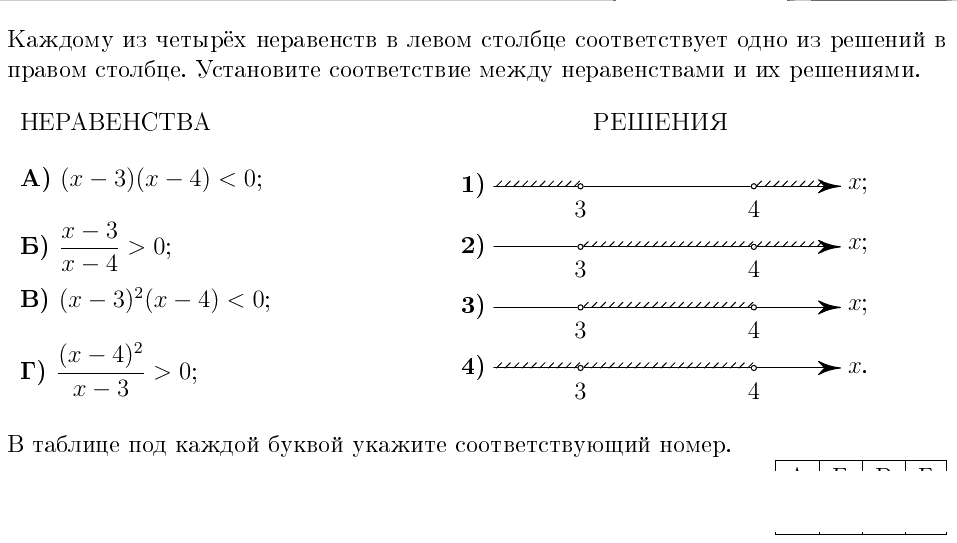 Каждому из четырёх неравенств в левом столбце соответствует одно из решений в
правом столбце. Установите соответствие между неравенствами и их решениями.
НЕРАВЕНСТВА
РЕШЕНИЯ
А) (x − 3)(x − 4) < 0;
Б) \frac{x − 3}{x − 4} > 0;
В) (x − 3)²(x − 4) < 0;
Г) \frac{(x − 4)²}{x − 3} > 0;
1) x;
3 4
2) x;
3 4
3) x;
3 4
4) x.
3 4
В таблице под каждой буквой укажите соответствующий номер.